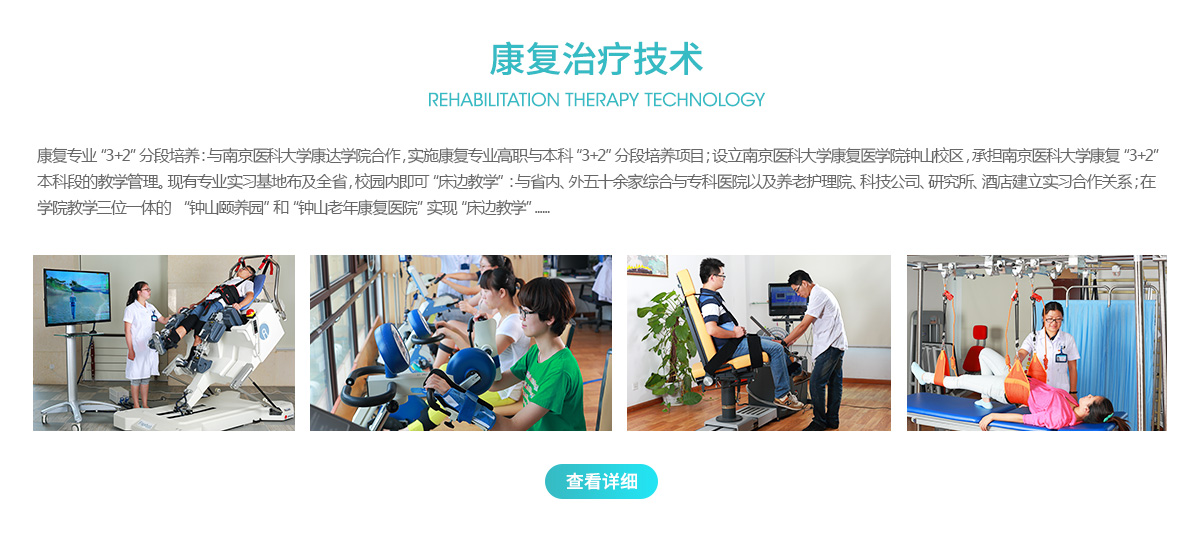 康复治疗技术
REHABILITATION THERAPY TECHNOLOGY
康复专业“3+2”分段培养：与南京医科大学康达学院合作，实施康复专业高职与本科“3+2”分段培养项目；设立南京医科大学康复医学院钟山校区，承担南京医科大学康复“3+2”
本科段的教学管理。现有专业实习基地布及全省，校园内即可“床边教学”：与省内、外五十余家综合与专科医院以及养老护理院、科技公司、研究所、酒店建立实习合作关系；在
学院教学三位一体的 “钟山颐养园”和“钟山老年康复医院”实现“床边教学”......
查看详细